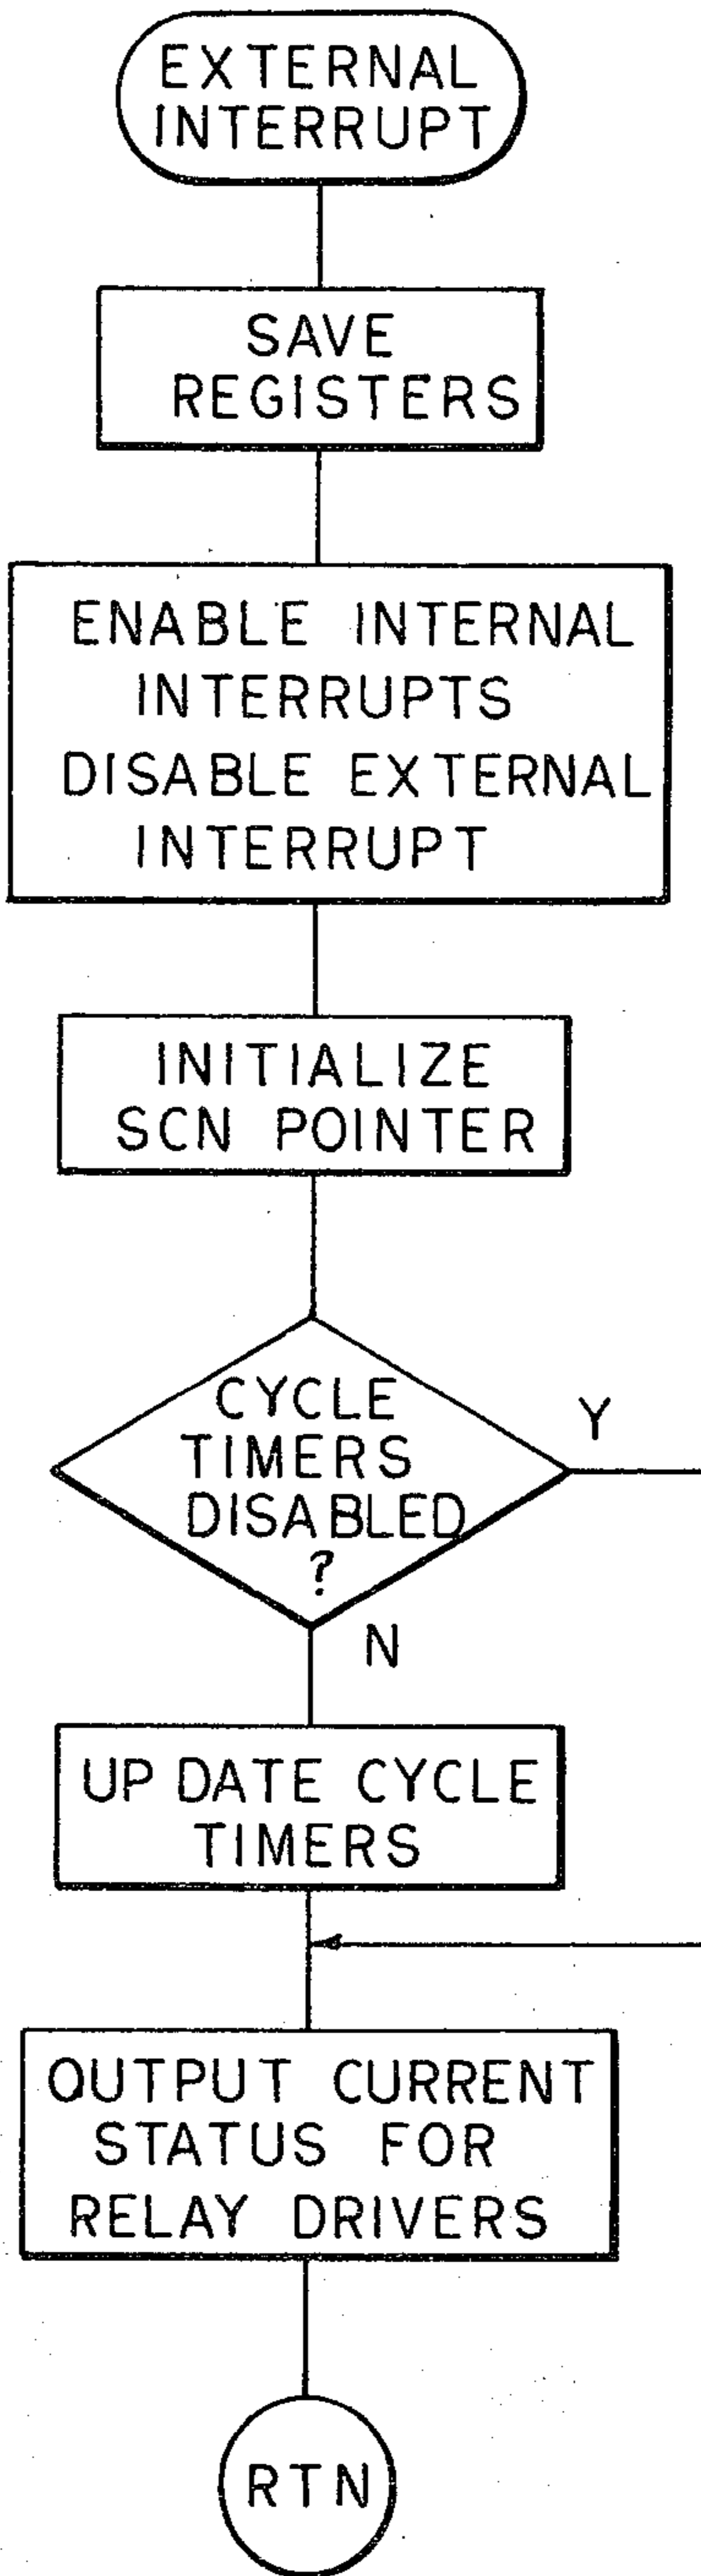 EXTERNAL
INTERRUPT
SAVE
REGISTERS
ENABLE INTERNAL
INTERRUPTS
DISABLE EXTERNAL
INTERRUPT
INITIALIZE
SCN POINTER
CYCLE
TIMERS
DISABLED
?
Y
N
UP DATE CYCLE
TIMERS
OUTPUT CURRENT
STATUS FOR
RELAY DRIVERS
RTN